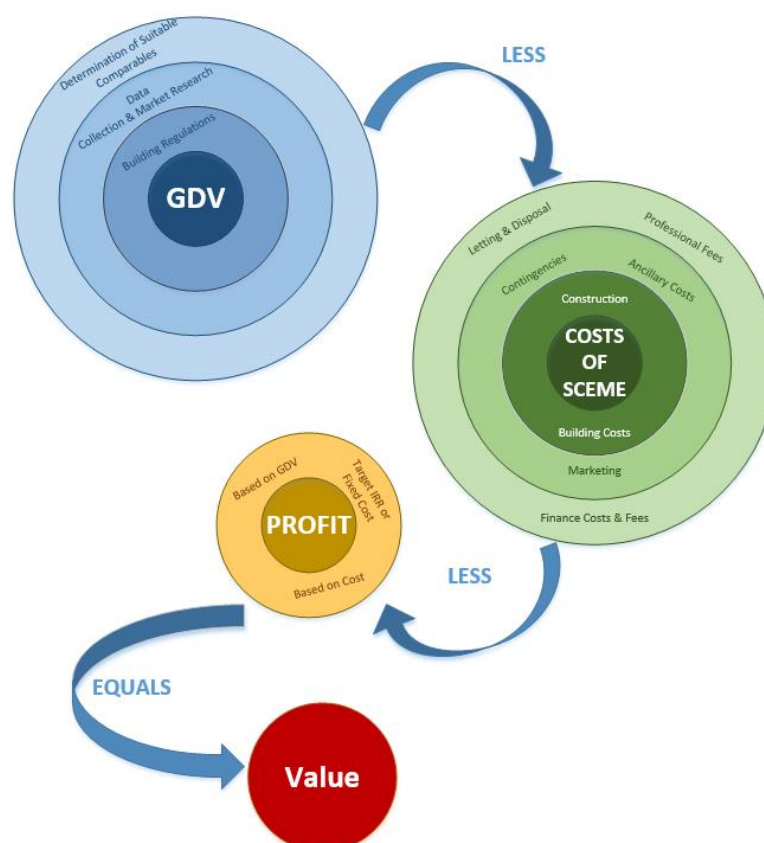 Determination of Suitable
Comparables
Data
Collection & Market Research
Building Regulations
GDV
LESS
Letting & Disposal
Professional Fees
Contingencies
Ancillary Costs
Construction
COSTS
OF
SCEME
Building Costs
Marketing
Finance Costs & Fees
LESS
Based on GDV
Target IRR or
Fixed Cost
PROFIT
Based on Cost
EQUALS
Value